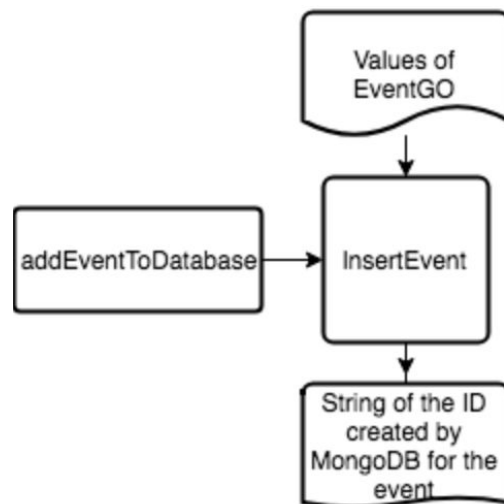 Values of
EventGO
addEventToDatabase
InsertEvent
String of the ID
created by
MongoDB for the
event